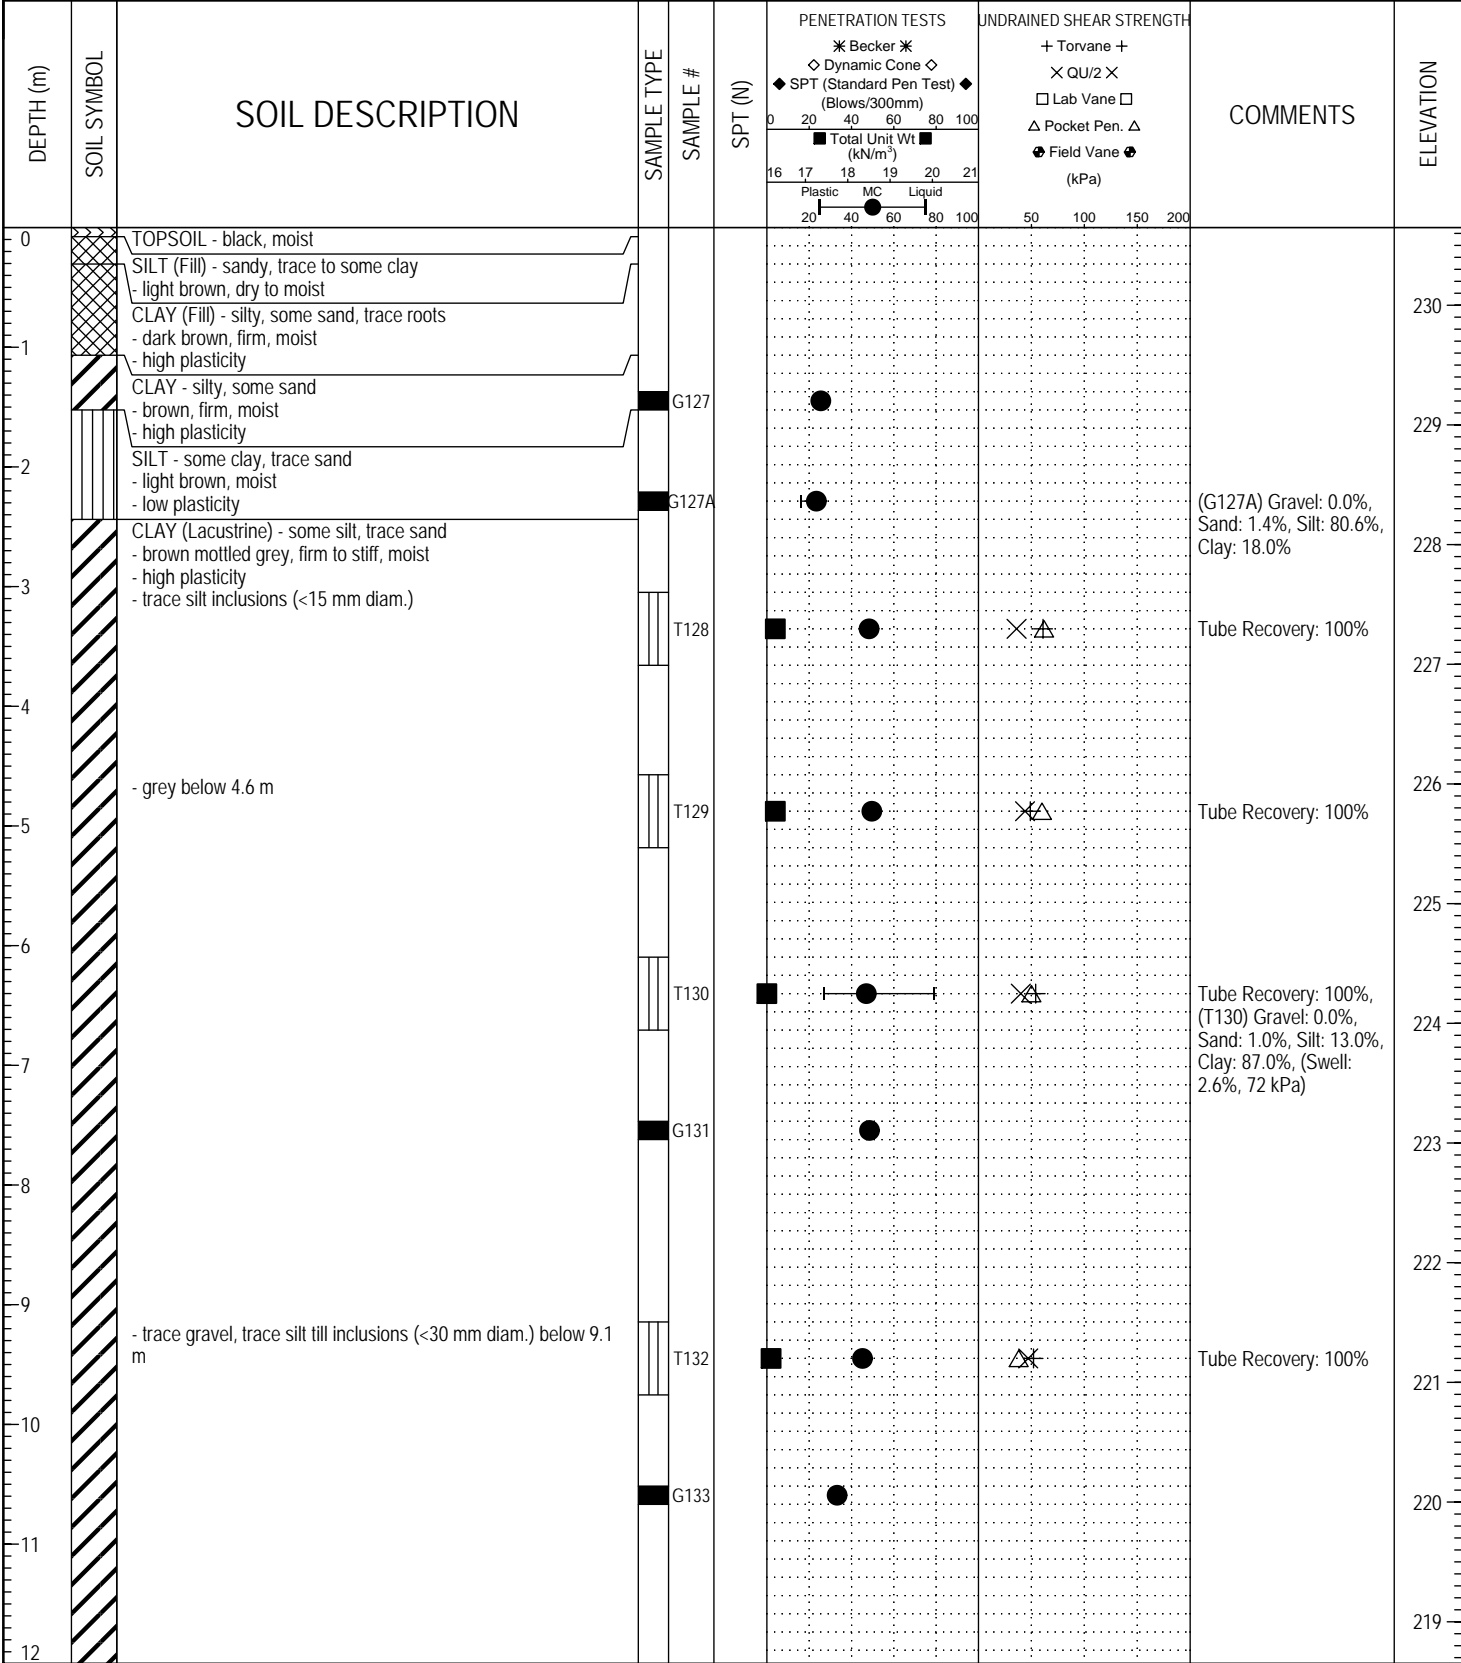 DEPTH (m)
SOIL SYMBOL
SOIL DESCRIPTION
SAMPLE TYPE
SAMPLE #
SPT (N)
PENETRATION TESTS
Becker
Dynamic Cone
SPT (Standard Pen Test)
(Blows/300mm)
0 20 40 60 80 100
Total Unit Wt
(kN/m³)
16 17 18 19 20 21
Plastic MC Liquid
20 40 60 80 100
UNDRAINED SHEAR STRENGTH
+ Torvane +
× QU/2 ×
□ Lab Vane □
△ Pocket Pen. △
Field Vane
(kPa)
50 100 150 200
COMMENTS
ELEVATION
0
TOPSOIL - black, moist
SILT (Fill) - sandy, trace to some clay
- light brown, dry to moist
230
CLAY (Fill) - silty, some sand, trace roots
- dark brown, firm, moist
1
- high plasticity
CLAY - silty, some sand
- brown, firm, moist
G127
229
- high plasticity
SILT - some clay, trace sand
2
- light brown, moist
- low plasticity
G127A
(G127A) Gravel: 0.0%,
Sand: 1.4%, Silt: 80.6%,
Clay: 18.0%
228
CLAY (Lacustrine) - some silt, trace sand
- brown mottled grey, firm to stiff, moist
- high plasticity
3
- trace silt inclusions (<15 mm diam.)
T128
Tube Recovery: 100%
227
4
- grey below 4.6 m
226
T129
Tube Recovery: 100%
5
225
6
T130
Tube Recovery: 100%,
(T130) Gravel: 0.0%,
Sand: 1.0%, Silt: 13.0%,
Clay: 87.0%, (Swell:
2.6%, 72 kPa)
224
7
G131
223
8
222
9
- trace gravel, trace silt till inclusions (<30 mm diam.) below 9.1
m
T132
Tube Recovery: 100%
221
10
G133
220
11
219
12